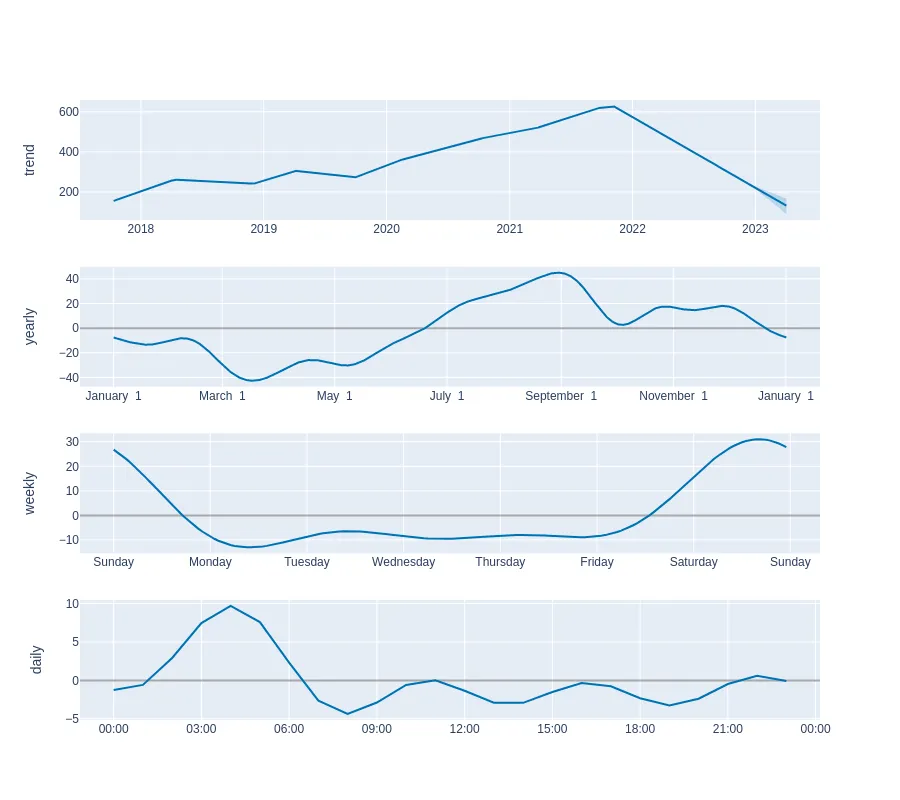 trend
600
400
200
2018 2019 2020 2021 2022 2023
yearly
40
20
0
−20
−40
January 1 March 1 May 1 July 1 September 1 November 1 January 1
weekly
30
20
10
0
−10
Sunday Monday Tuesday Wednesday Thursday Friday Saturday Sunday
daily
10
5
0
−5
00:00 03:00 06:00 09:00 12:00 15:00 18:00 21:00 00:00